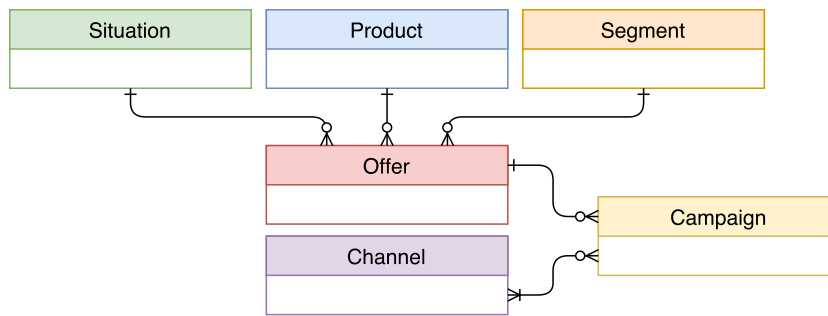 Situation
Product
Segment
Offer
Campaign
Channel